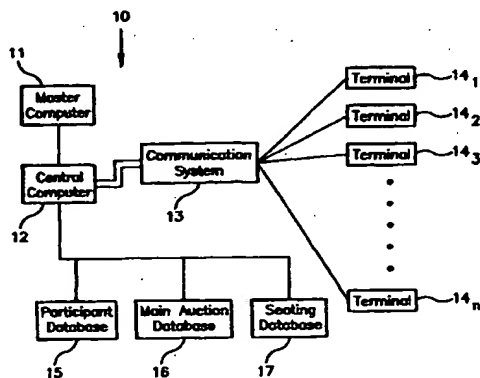 10
11
Master
Computer
Central
Computer
12
Communication
System
13
Terminal
14₁
Terminal
14₂
Terminal
14₃
Terminal
14ₙ
Participant
Database
15
Main Auction
Database
16
Seating
Database
17